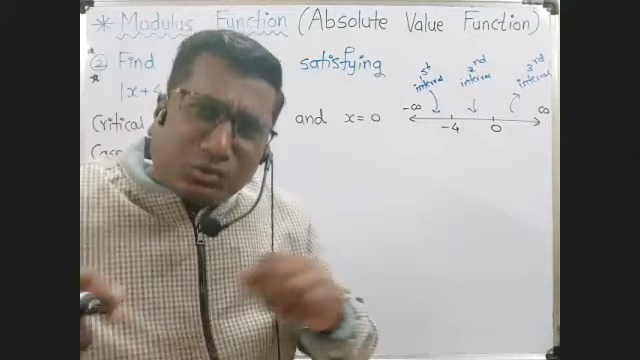 * Modulus Function (Absolute Value Function)
② Find satisfying
|x+4
Critical and x=0
1st interval
2nd interval
3rd interval
-∞ -4 0 ∞